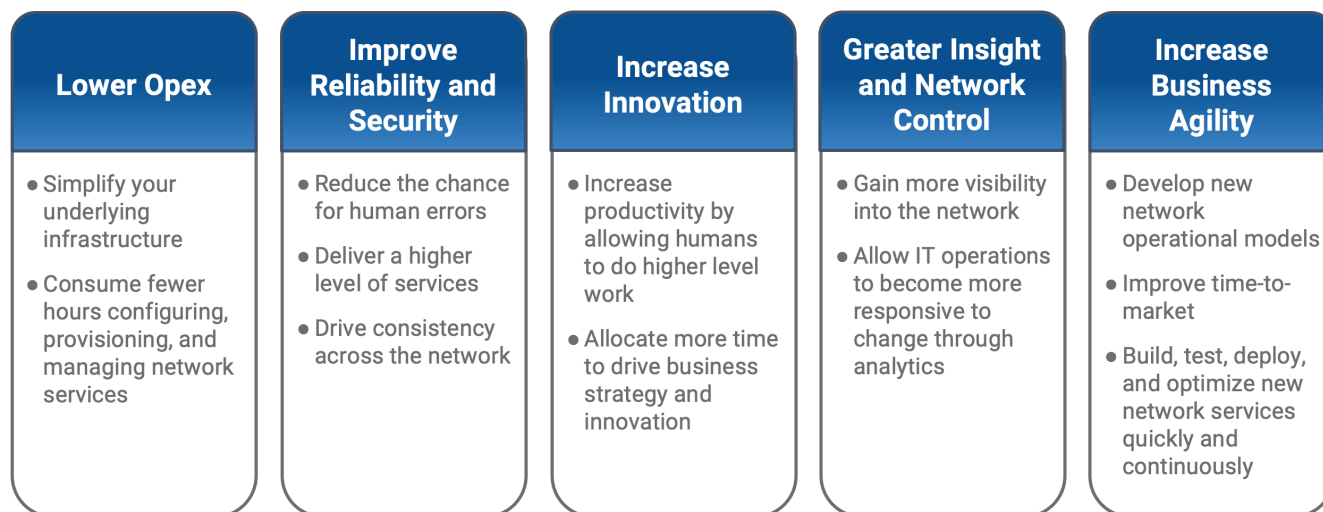 Lower Opex
● Simplify your
underlying
infrastructure
● Consume fewer
hours configuring,
provisioning, and
managing network
services
Improve
Reliability and
Security
● Reduce the chance
for human errors
● Deliver a higher
level of services
● Drive consistency
across the network
Increase
Innovation
● Increase
productivity by
allowing humans
to do higher level
work
● Allocate more time
to drive business
strategy and
innovation
Greater Insight
and Network
Control
● Gain more visibility
into the network
● Allow IT operations
to become more
responsive to
change through
analytics
Increase
Business
Agility
● Develop new
network
operational models
● Improve time-to-
market
● Build, test, deploy,
and optimize new
network services
quickly and
continuously